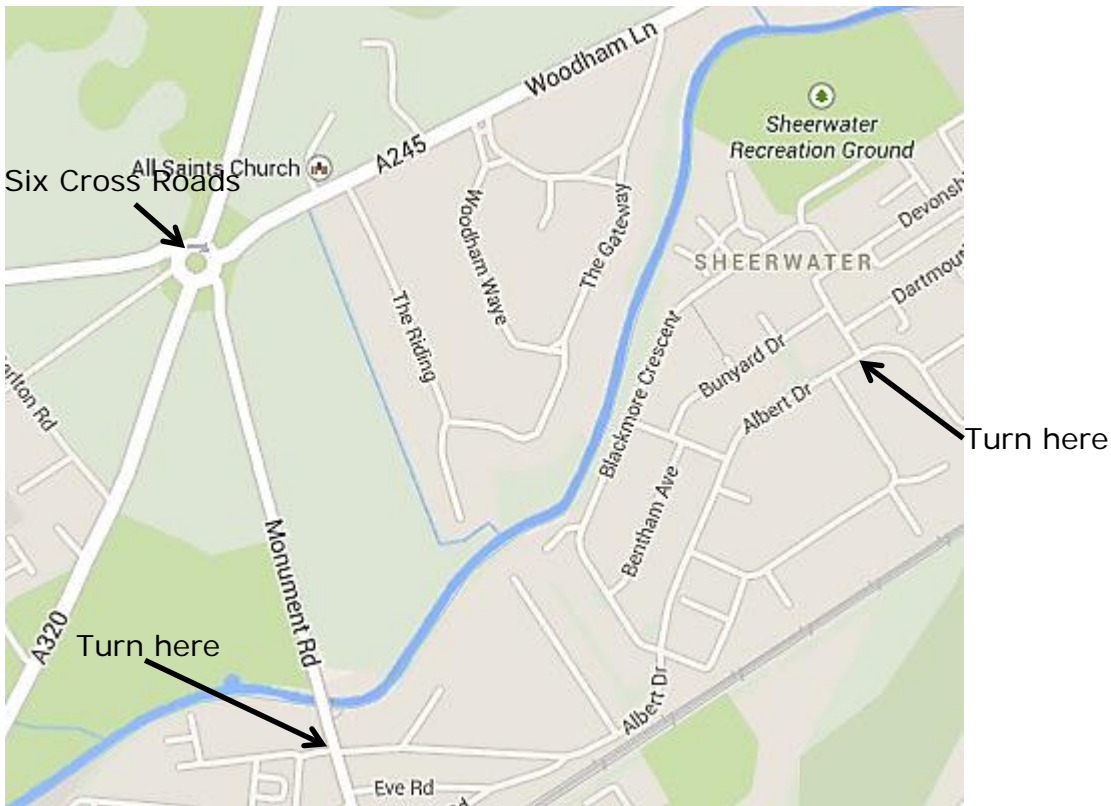 Woodham Ln
Sheerwater
Recreation Ground
A245
All Saints Church
Six Cross Roads
Woodham Waye
The Gateway
Devonsh
SHEERWATER
Dartmout
The Riding
Blackmore Crescent
Bunyard Dr
arlton Rd
Albert Dr
Turn here
Bentham Ave
Monument Rd
A320
Turn here
Albert Dr
Eve Rd